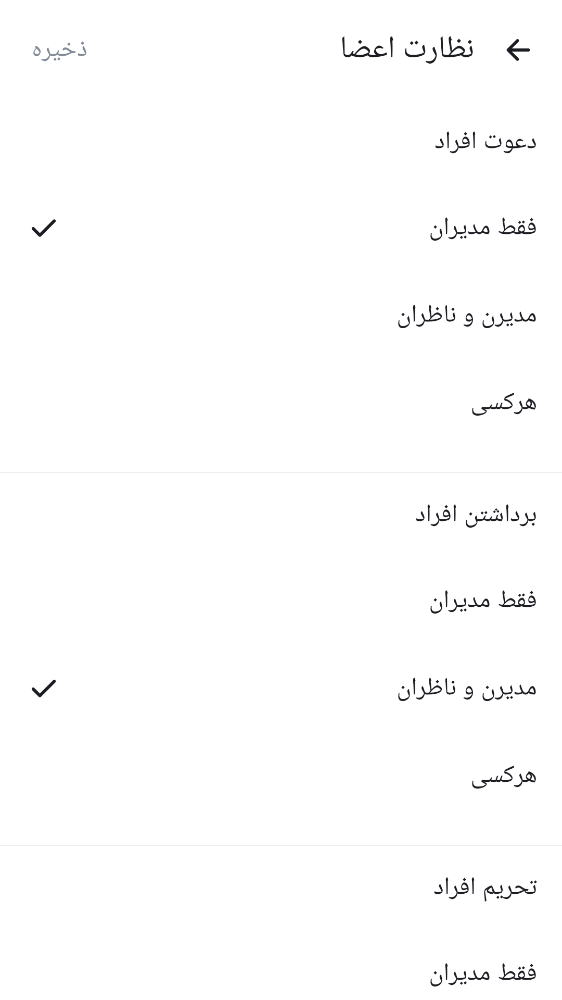 نظارت اعضا
ذخیره
دعوت افراد
فقط مدیران
مدیرن و ناظران
هرکسی
برداشتن افراد
فقط مدیران
مدیرن و ناظران
هرکسی
تحریم افراد
فقط مدیران